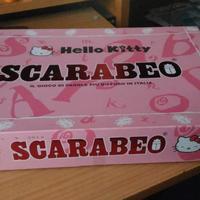 Hello Kitty
SCARABEO
IL GIOCO DI PAROLE PIÙ DIFFUSO IN ITALIA
SCARABEO